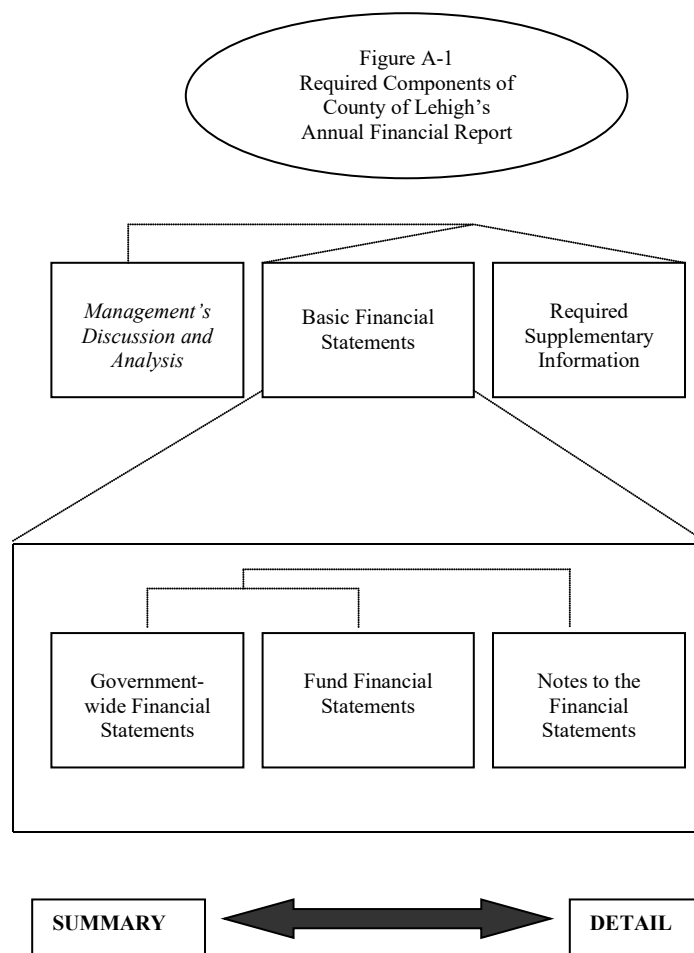 Figure A-1
Required Components of
County of Lehigh’s
Annual Financial Report
Management’s
Discussion and
Analysis
Basic Financial
Statements
Required
Supplementary
Information
Government-
wide Financial
Statements
Fund Financial
Statements
Notes to the
Financial
Statements
SUMMARY
DETAIL